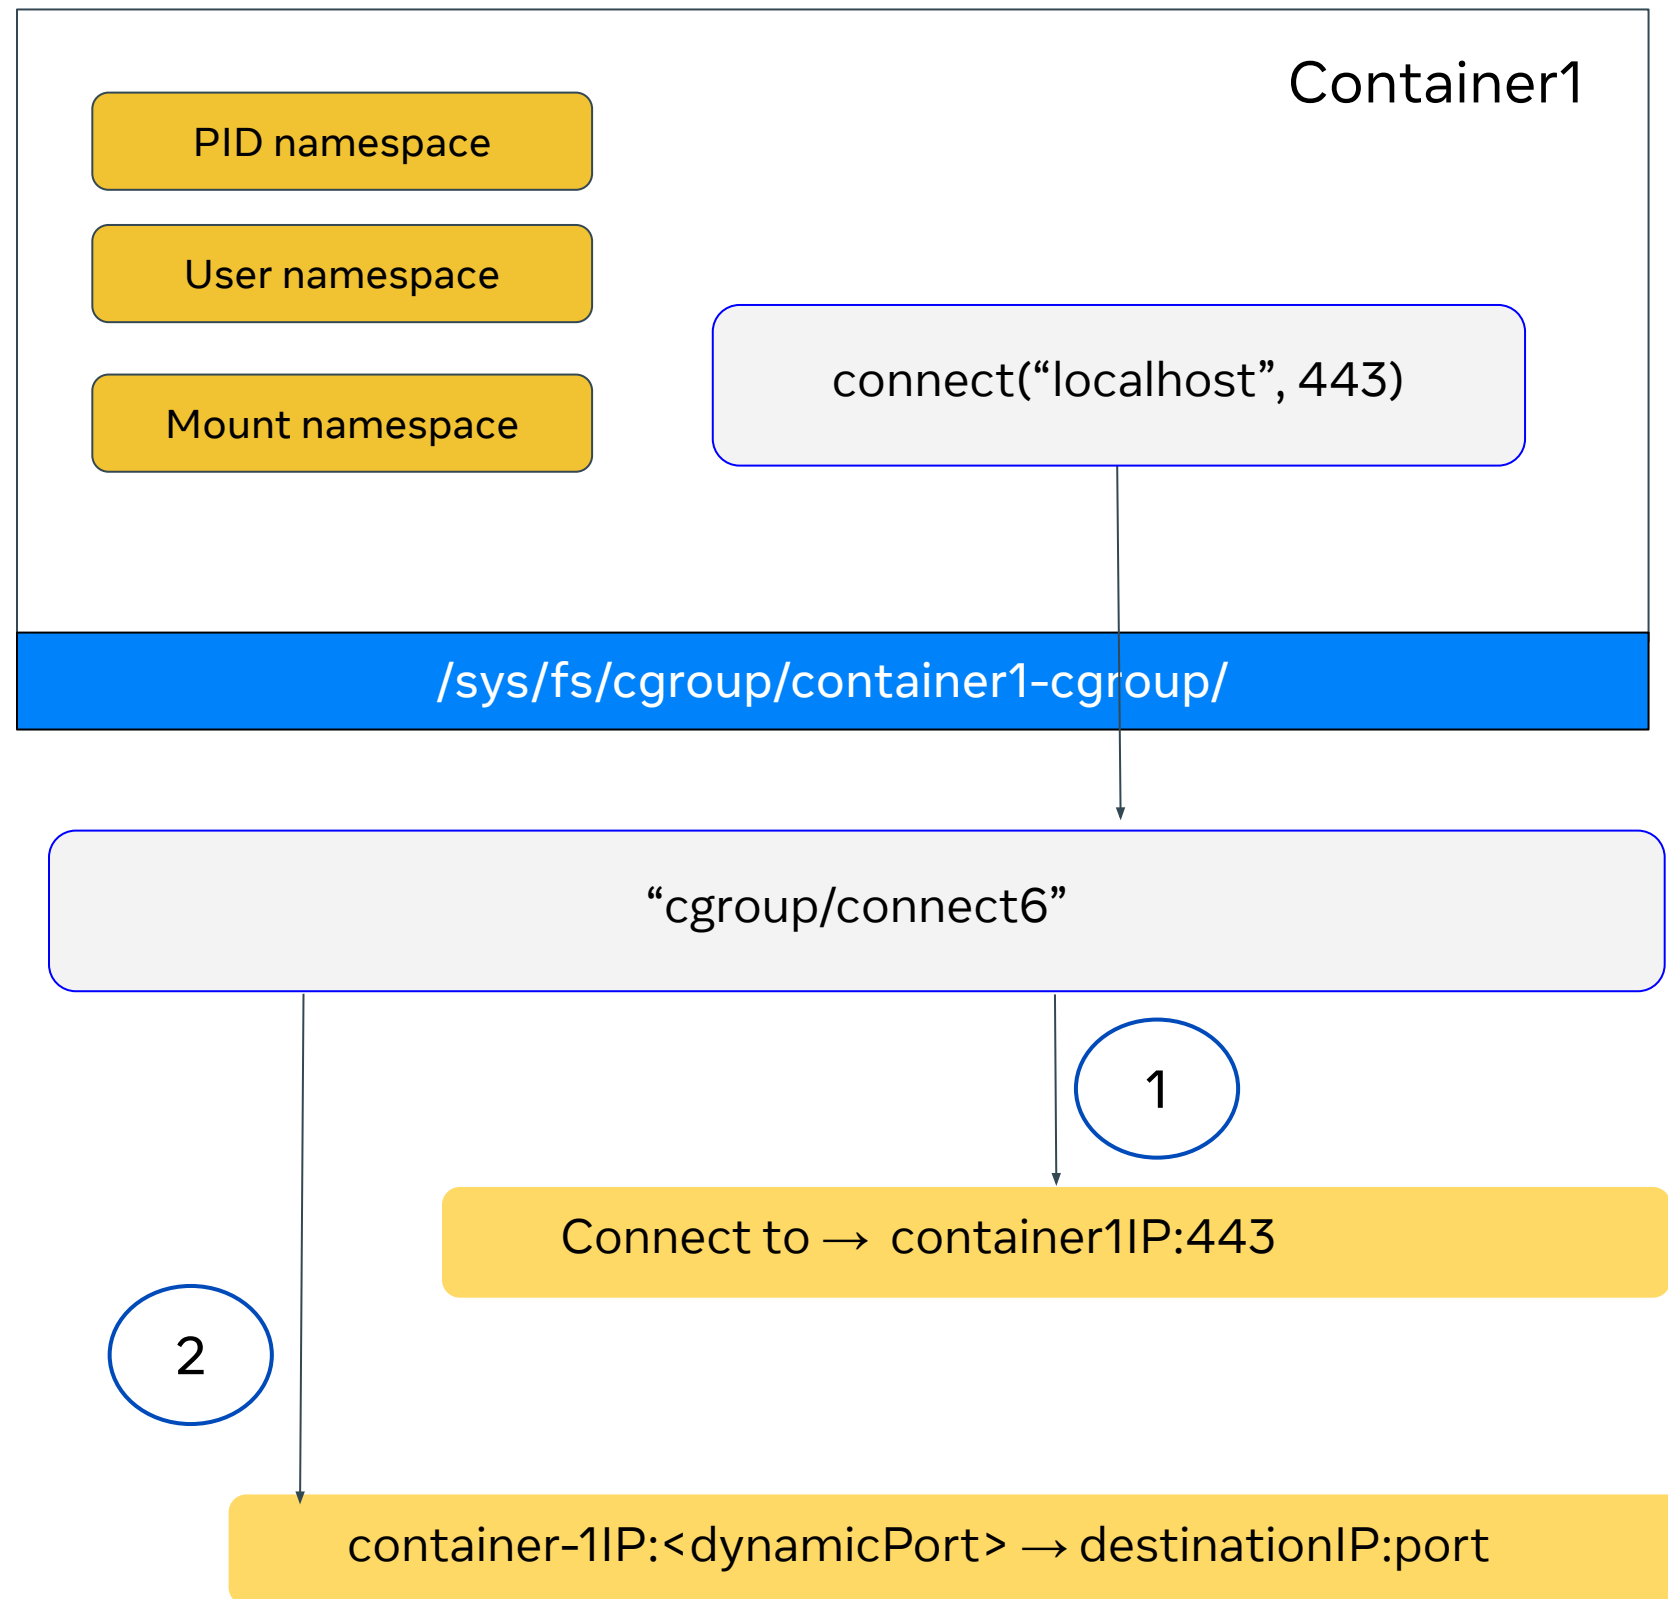 Container1
PID namespace
User namespace
Mount namespace
connect(“localhost”, 443)
/sys/fs/cgroup/container1-cgroup/
“cgroup/connect6”
1
Connect to → container1IP:443
2
container-1IP:<dynamicPort> → destinationIP:port